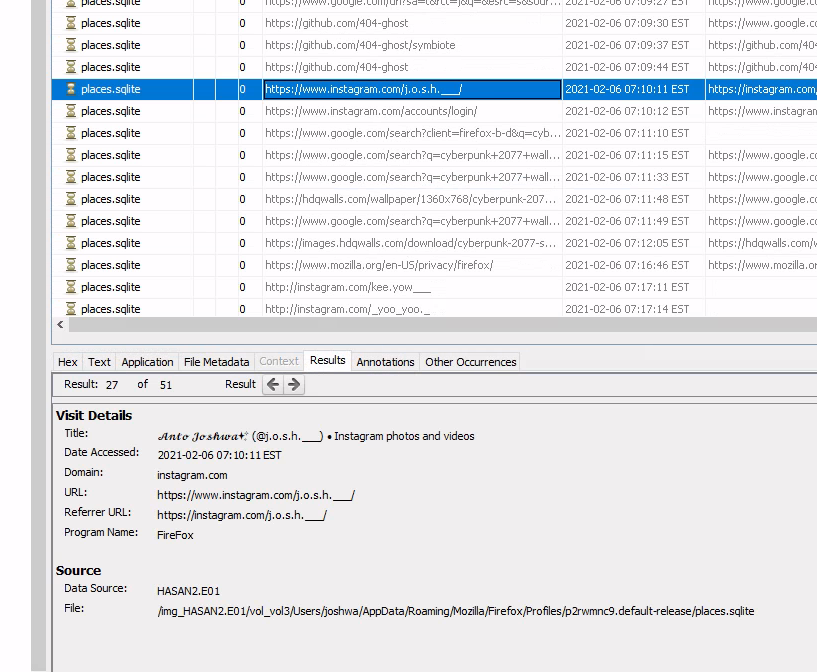 places.sqlite 0 https://www.google.com/url?sa=t&rct=j&q=&esrc=s&sour... 2021-02-06 07:09:27 EST https://www.google.c
places.sqlite 0 https://github.com/404-ghost 2021-02-06 07:09:30 EST https://www.google.c
places.sqlite 0 https://github.com/404-ghost/symbiote 2021-02-06 07:09:37 EST https://github.com/40
places.sqlite 0 https://github.com/404-ghost 2021-02-06 07:09:44 EST https://github.com/40
places.sqlite 0 https://www.instagram.com/j.o.s.h.___/ 2021-02-06 07:10:11 EST https://instagram.com,
places.sqlite 0 https://www.instagram.com/accounts/login/ 2021-02-06 07:10:12 EST https://www.instagram
places.sqlite 0 https://www.google.com/search?client=firefox-b-d&q=cyb... 2021-02-06 07:11:10 EST
places.sqlite 0 https://www.google.com/search?q=cyberpunk+2077+wall... 2021-02-06 07:11:15 EST https://www.google.c
places.sqlite 0 https://www.google.com/search?q=cyberpunk+2077+wall... 2021-02-06 07:11:33 EST https://www.google.c
places.sqlite 0 https://hdqwalls.com/wallpaper/1360x768/cyberpunk-207... 2021-02-06 07:11:48 EST https://www.google.c
places.sqlite 0 https://www.google.com/search?q=cyberpunk+2077+wall... 2021-02-06 07:11:49 EST https://www.google.c
places.sqlite 0 https://images.hdqwalls.com/download/cyberpunk-2077-s... 2021-02-06 07:12:05 EST https://hdqwalls.com/w
places.sqlite 0 https://www.mozilla.org/en-US/privacy/firefox/ 2021-02-06 07:16:46 EST https://www.mozilla.o
places.sqlite 0 http://instagram.com/kee.yow___ 2021-02-06 07:17:11 EST
places.sqlite 0 http://instagram.com/_yoo_yoo._ 2021-02-06 07:17:14 EST
Hex Text Application File Metadata Context Results Annotations Other Occurrences
Result: 27 of 51 Result
Visit Details
Title: 𝓐𝓷𝓽𝓸 𝓙𝓸𝓼𝓱𝔀𝓪✨ (@j.o.s.h.___) • Instagram photos and videos
Date Accessed: 2021-02-06 07:10:11 EST
Domain: instagram.com
URL: https://www.instagram.com/j.o.s.h.___/
Referrer URL: https://instagram.com/j.o.s.h.___/
Program Name: FireFox
Source
Data Source: HASAN2.E01
File: /img_HASAN2.E01/vol_vol3/Users/joshwa/AppData/Roaming/Mozilla/Firefox/Profiles/p2rwmnc9.default-release/places.sqlite